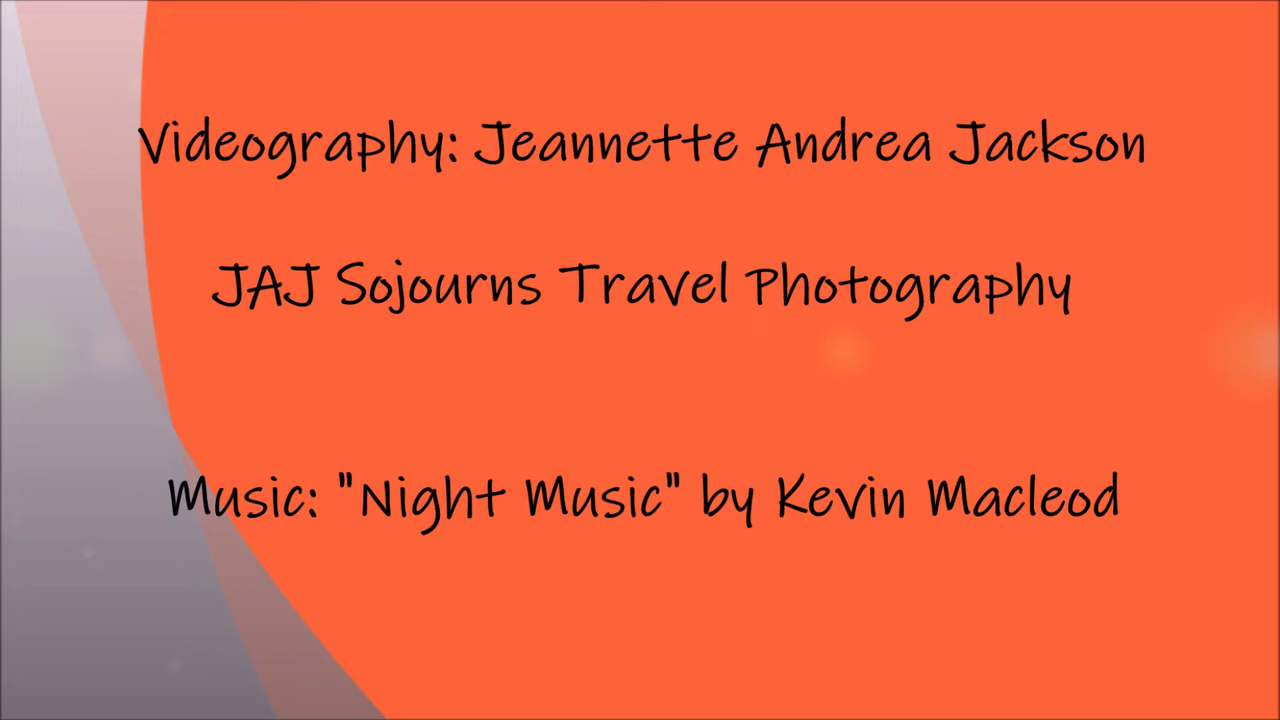 Videography: Jeannette Andrea Jackson
JAJ Sojourns Travel Photography
Music: "Night Music" by Kevin Macleod